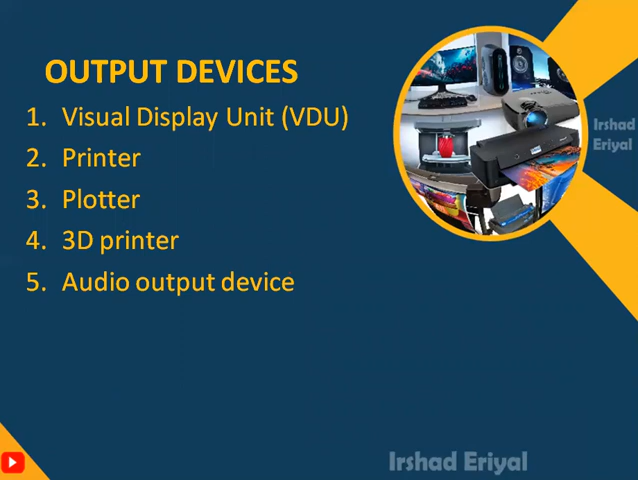 OUTPUT DEVICES
1. Visual Display Unit (VDU)
2. Printer
3. Plotter
4. 3D printer
5. Audio output device
Irshad
Eriyal
Irshad Eriyal